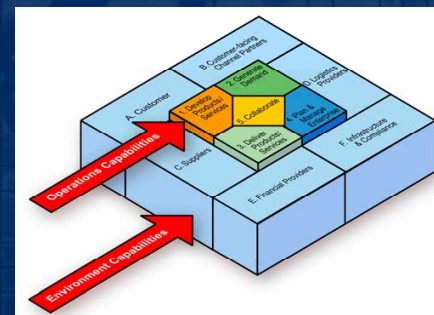 B. Customer-facing
Channel Partners
A. Customer
2. Generate
Demand
D. Logistics
Providers
1. Develop
Products/
Services
5. Collaborate
4. Plan &
Manage
Enterprise
3. Deliver
Products/
Services
C. Suppliers
F. Infrastructure
& Compliance
E. Financial Providers
Operations Capabilities
Environment Capabilities